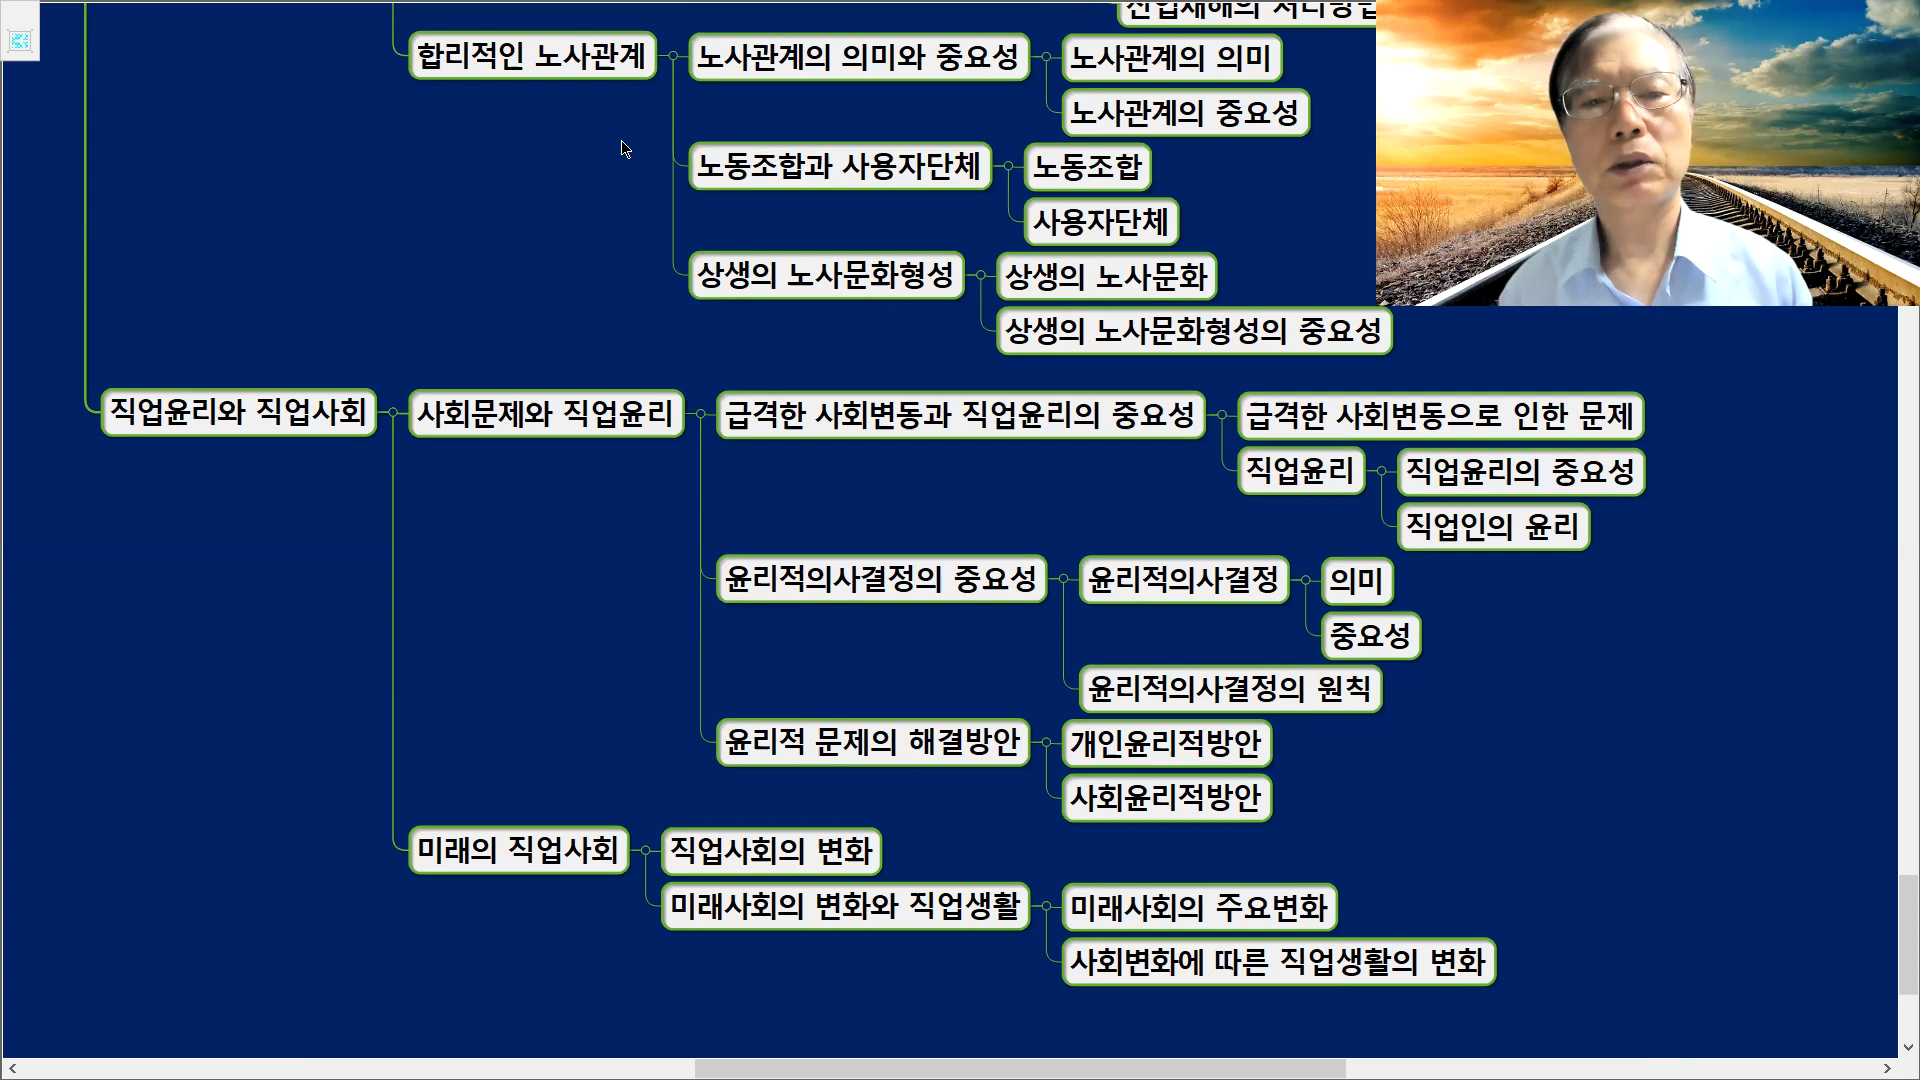 산업재해의 처리방법
합리적인 노사관계
노사관계의 의미와 중요성
노사관계의 의미
노사관계의 중요성
노동조합과 사용자단체
노동조합
사용자단체
상생의 노사문화형성
상생의 노사문화
상생의 노사문화형성의 중요성
직업윤리와 직업사회
사회문제와 직업윤리
급격한 사회변동과 직업윤리의 중요성
급격한 사회변동으로 인한 문제
직업윤리
직업윤리의 중요성
직업인의 윤리
윤리적의사결정의 중요성
윤리적의사결정
의미
중요성
윤리적의사결정의 원칙
윤리적 문제의 해결방안
개인윤리적방안
사회윤리적방안
미래의 직업사회
직업사회의 변화
미래사회의 변화와 직업생활
미래사회의 주요변화
사회변화에 따른 직업생활의 변화